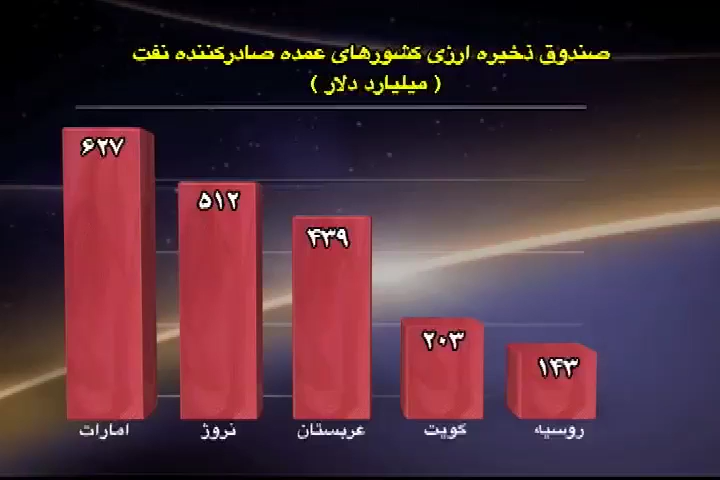 صندوق ذخیره ارزی کشورهای عمده صادرکننده نفت
( میلیارد دلار )
۶۲۷
۵۱۲
۴۳۹
۲۰۳
۱۴۳
امارات
نروژ
عربستان
کویت
روسیه